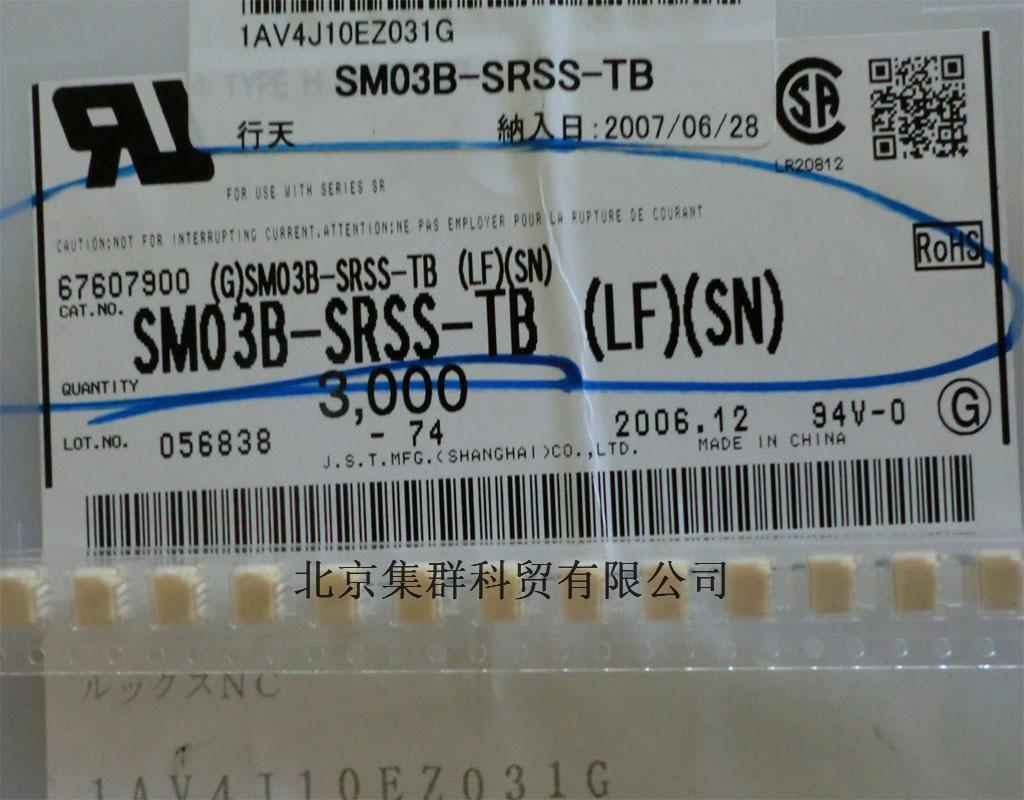 1AV4J10EZ031G
TYPE H
SM03B-SRSS-TB
行天 納入日:2007/06/28
LR20812
FOR USE WITH SERIES SR
CAUTION:NOT FOR INTERRUPTING CURRENT.ATTENTION:NE PAS EMPLOYER POUR LA RUPTURE DE COURANT
RoHS
67607900 (G)SM03B-SRSS-TB (LF)(SN)
CAT.NO.
SM03B-SRSS-TB (LF)(SN)
QUANTITY 3,000
LOT.NO. 056838 - 74 2006.12 94V-0 G
J.S.T.MFG.(SHANGHAI)CO.,LTD. MADE IN CHINA
北京集群科贸有限公司
ルックスNC
1AV4J10EZ031G